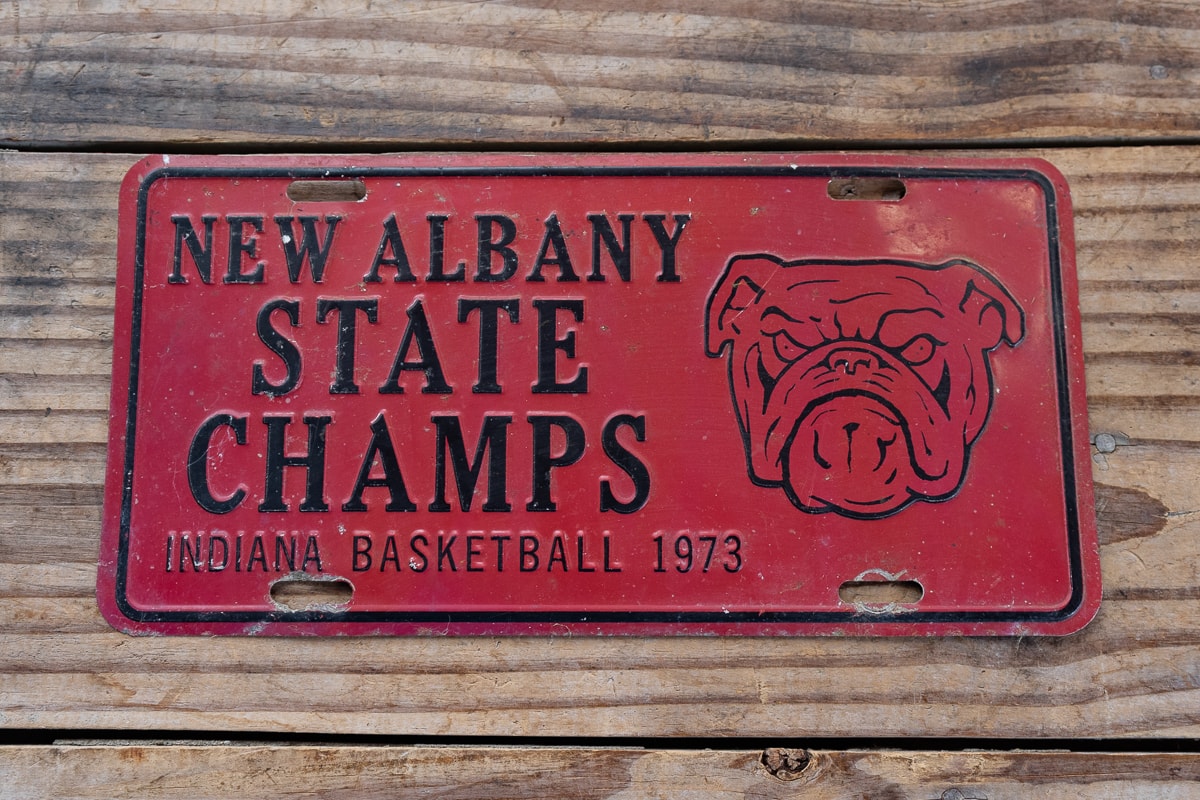 NEW ALBANY
STATE
CHAMPS
INDIANA BASKETBALL 1973